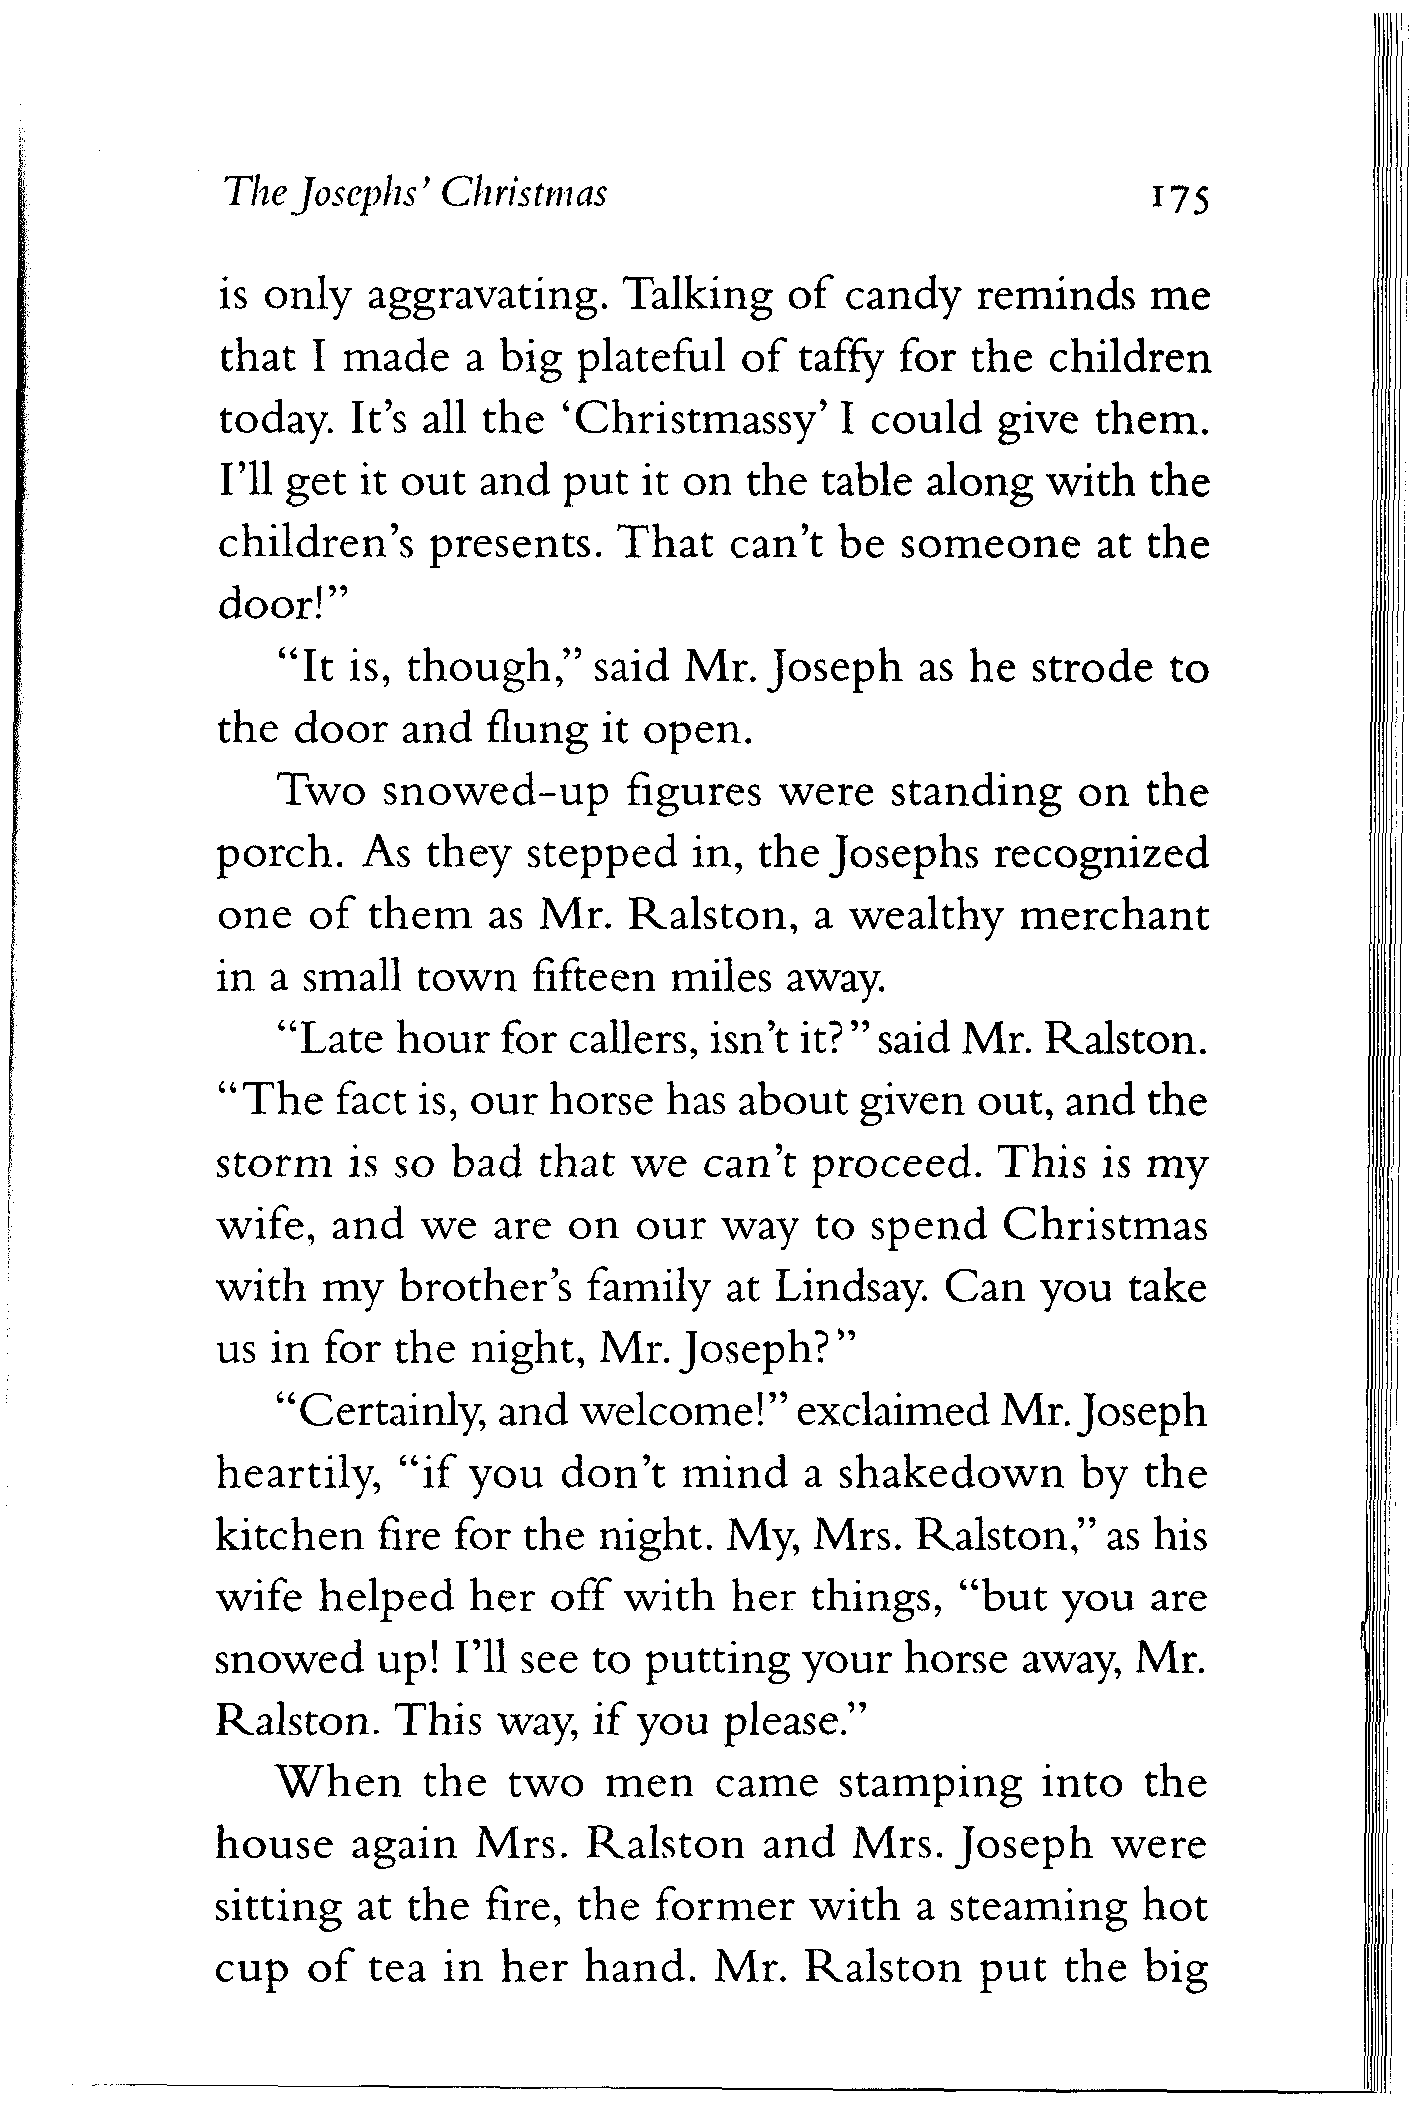 The Josephs' Christmas 175
is only aggravating. Talking of candy reminds me
that I made a big plateful of taffy for the children
today. It's all the ‘Christmassy’ I could give them.
I'll get it out and put it on the table along with the
children's presents. That can't be someone at the
door!”
“It is, though,” said Mr. Joseph as he strode to
the door and flung it open.
Two snowed-up figures were standing on the
porch. As they stepped in, the Josephs recognized
one of them as Mr. Ralston, a wealthy merchant
in a small town fifteen miles away.
“Late hour for callers, isn't it?” said Mr. Ralston.
“The fact is, our horse has about given out, and the
storm is so bad that we can't proceed. This is my
wife, and we are on our way to spend Christmas
with my brother's family at Lindsay. Can you take
us in for the night, Mr. Joseph?”
“Certainly, and welcome!” exclaimed Mr. Joseph
heartily, “if you don't mind a shakedown by the
kitchen fire for the night. My, Mrs. Ralston,” as his
wife helped her off with her things, “but you are
snowed up! I'll see to putting your horse away, Mr.
Ralston. This way, if you please.”
When the two men came stamping into the
house again Mrs. Ralston and Mrs. Joseph were
sitting at the fire, the former with a steaming hot
cup of tea in her hand. Mr. Ralston put the big